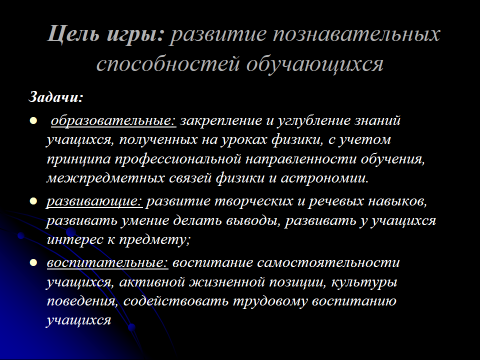 Цель игры: развитие познавательных
способностей обучающихся
Задачи:
образовательные: закрепление и углубление знаний
учащихся, полученных на уроках физики, с учетом
принципа профессиональной направленности обучения,
межпредметных связей физики и астрономии.
развивающие: развитие творческих и речевых навыков,
развивать умение делать выводы, развивать у учащихся
интерес к предмету;
воспитательные: воспитание самостоятельности
учащихся, активной жизненной позиции, культуры
поведения, содействовать трудовому воспитанию
учащихся